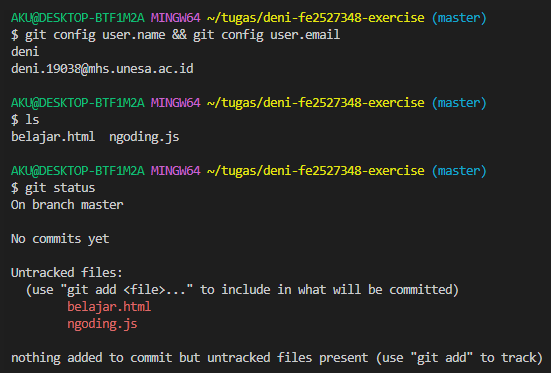 AKU@DESKTOP-BTF1M2A MINGW64 ~/tugas/deni-fe2527348-exercise (master)
$ git config user.name && git config user.email
deni
deni.19038@mhs.unesa.ac.id
AKU@DESKTOP-BTF1M2A MINGW64 ~/tugas/deni-fe2527348-exercise (master)
$ ls
belajar.html  ngoding.js
AKU@DESKTOP-BTF1M2A MINGW64 ~/tugas/deni-fe2527348-exercise (master)
$ git status
On branch master
No commits yet
Untracked files:
  (use "git add <file>..." to include in what will be committed)
        belajar.html
        ngoding.js
nothing added to commit but untracked files present (use "git add" to track)